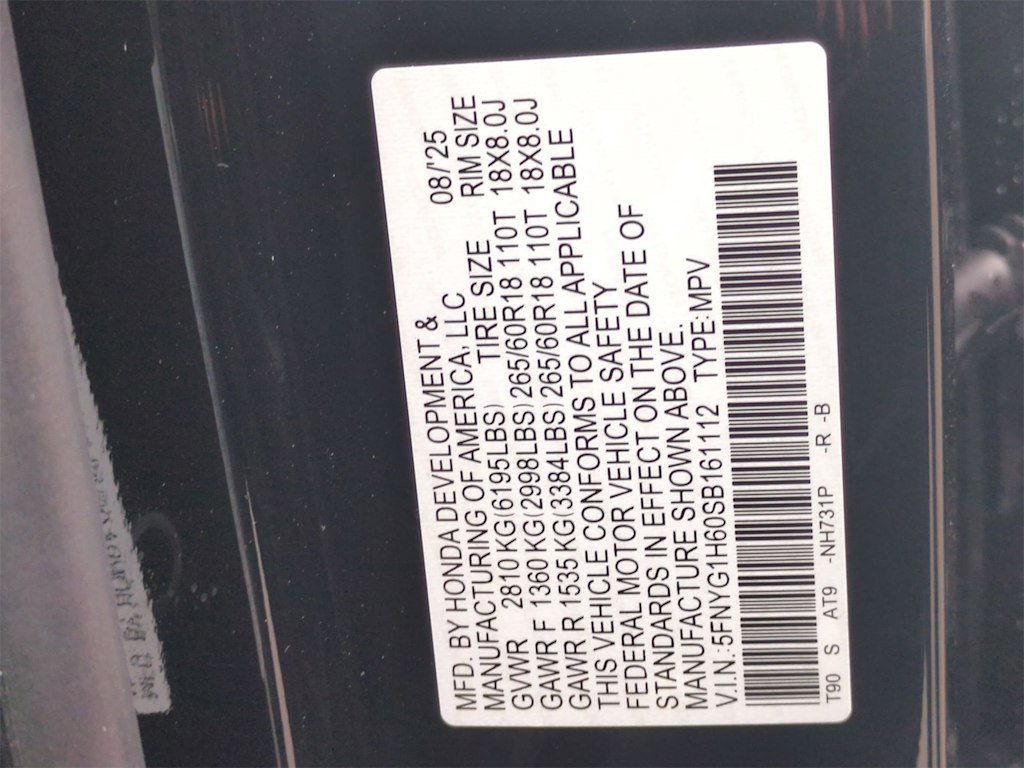 MFD. BY HONDA DEVELOPMENT & 08/'25
MANUFACTURING OF AMERICA, LLC
GVWR 2810 KG(6195LBS) TIRE SIZE RIM SIZE
GAWR F 1360 KG(2998LBS) 265/60R18 110T 18X8.0J
GAWR R 1535 KG(3384LBS) 265/60R18 110T 18X8.0J
THIS VEHICLE CONFORMS TO ALL APPLICABLE
FEDERAL MOTOR VEHICLE SAFETY
STANDARDS IN EFFECT ON THE DATE OF
MANUFACTURE SHOWN ABOVE.
V.I.N.:5FNYG1H60SB161112 TYPE:MPV
T90 S AT9 -NH731P -R -B